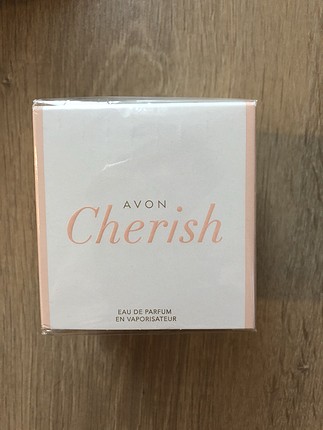 AVON
Cherish
EAU DE PARFUM
EN VAPORISATEUR